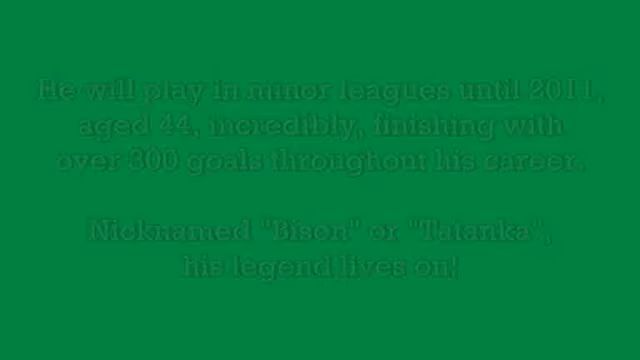 He will play in minor leagues until 2011,
aged 44, incredibly, finishing with
over 300 goals throughout his career.
Nicknamed "Bison" or "Tatanka",
his legend lives on!